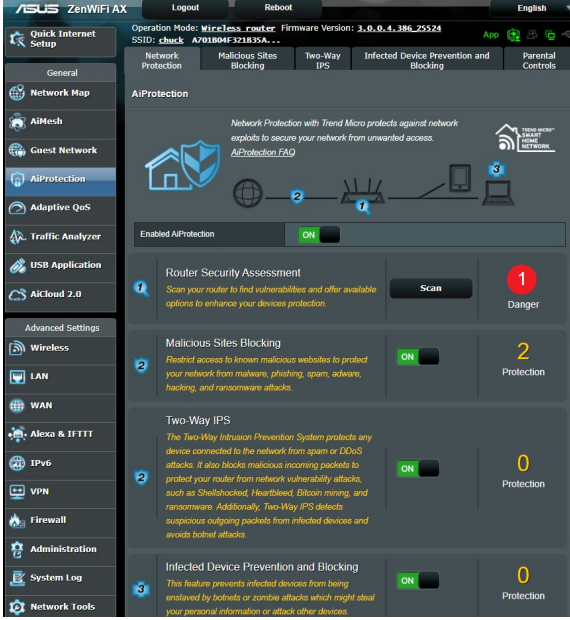 ASUS ZenWiFi AX Logout Reboot English
Quick Internet
Setup
Operation Mode: Wireless router Firmware Version: 3.0.0.4.386_25524
SSID: chuck A701B04F321B35A...
App
Network
Protection
Malicious Sites
Blocking
Two-Way
IPS
Infected Device Prevention and
Blocking
Parental
Controls
General
Network Map
AiMesh
Guest Network
AiProtection
Adaptive QoS
Traffic Analyzer
USB Application
AiCloud 2.0
Advanced Settings
Wireless
LAN
WAN
Alexa & IFTTT
IPv6
VPN
Firewall
Administration
System Log
Network Tools
AiProtection
Network Protection with Trend Micro protects against network
exploits to secure your network from unwanted access.
AiProtection FAQ
TREND MICRO
SMART
HOME
NETWORK
3
2
1
Enabled AiProtection ON
1
Router Security Assessment
Scan your router to find vulnerabilities and offer available
options to enhance your devices protection.
Scan
1
Danger
2
Malicious Sites Blocking
Restrict access to known malicious websites to protect
your network from malware, phishing, spam, adware,
hacking, and ransomware attacks.
ON
2
Protection
2
Two-Way IPS
The Two-Way Intrusion Prevention System protects any
device connected to the network from spam or DDoS
attacks. It also blocks malicious incoming packets to
protect your router from network vulnerability attacks,
such as Shellshocked, Heartbleed, Bitcoin mining, and
ransomware. Additionally, Two-Way IPS detects
suspicious outgoing packets from infected devices and
avoids botnet attacks.
ON
0
Protection
3
Infected Device Prevention and Blocking
This feature prevents infected devices from being
enslaved by botnets or zombie attacks which might steal
your personal information or attack other devices.
ON
0
Protection